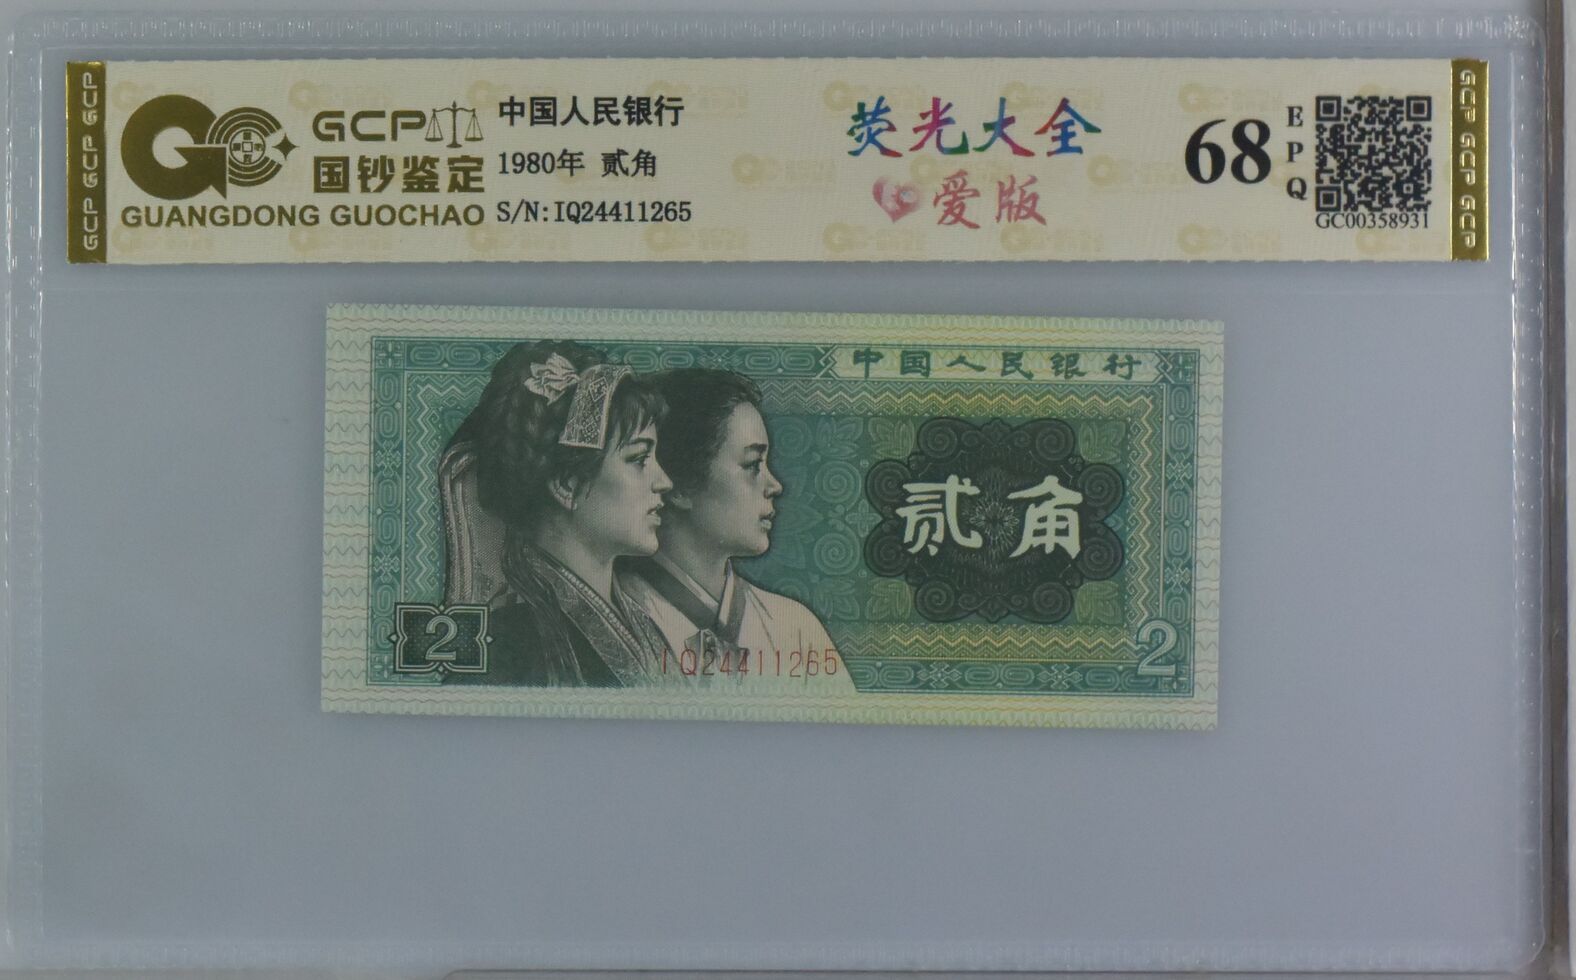 GCP GCP GCP
GCP
国钞鉴定
GUANGDONG GUOCHAO
中国人民银行
1980年 贰角
S/N:IQ24411265
荧光大全
爱版
68
EPQ
GC00358931
GCP GCP GCP
中国人民银行
贰角
2
IQ24411265
2